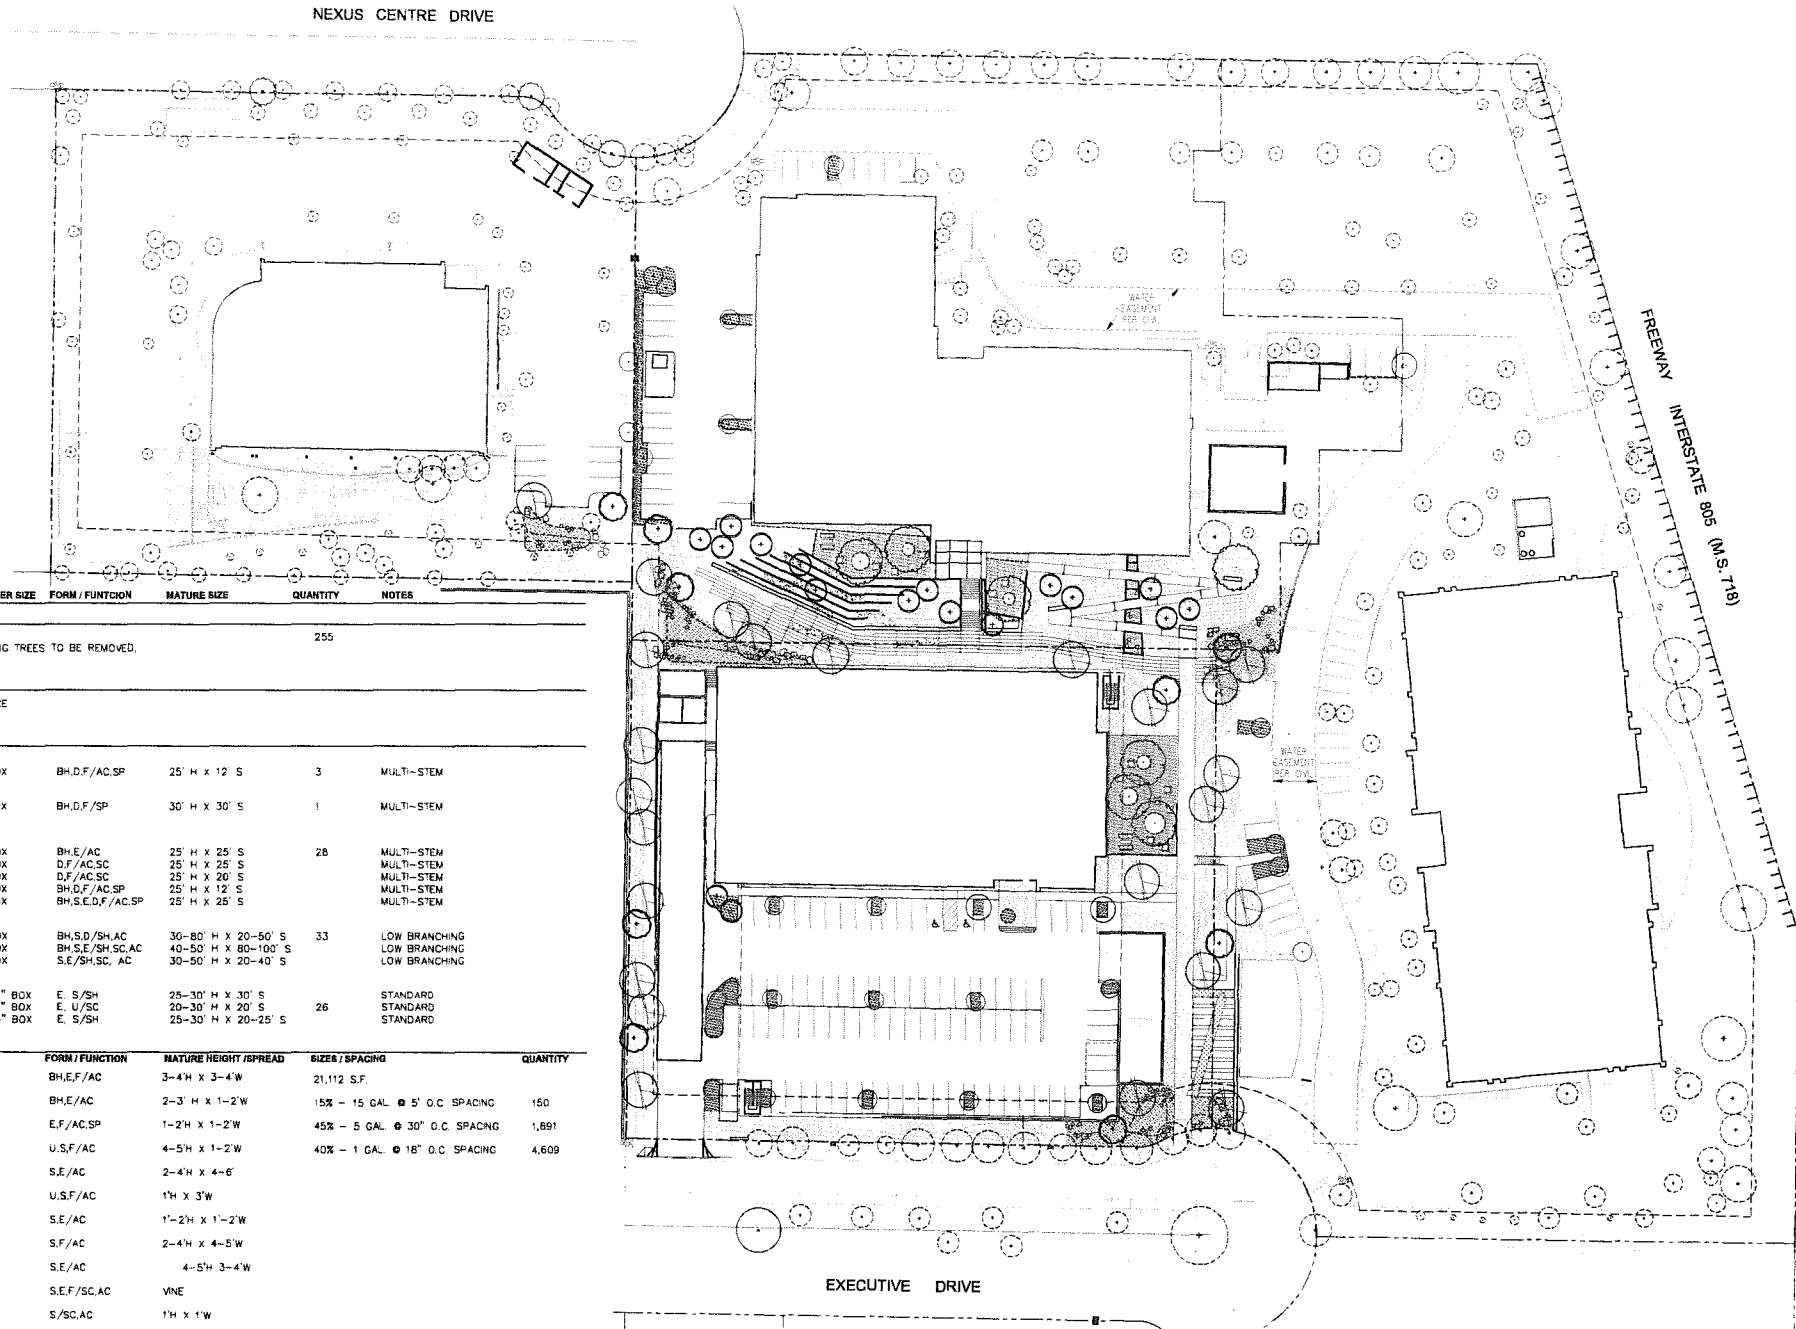 NEXUS CENTRE DRIVE
WATER
EASEMENT
PER CIVIL
FREEWAY INTERSTATE 805 (M.S.718)
ER SIZE FORM / FUNTCION MATURE SIZE QUANTITY NOTES
255
G TREES TO BE REMOVED,
E
X BH,D,F/AC,SP 25' H X 12' S 3 MULTI-STEM
X BH,D,F/SP 30' H X 30' S 1 MULTI-STEM
X BH,E/AC 25' H X 25' S 28 MULTI-STEM
X D,F/AC,SC 25' H X 25' S MULTI-STEM
X D,F/AC,SC 25' H X 20' S MULTI-STEM
X BH,D,F/AC,SP 25' H X 12' S MULTI-STEM
X BH,S,E,D,F/AC,SP 25' H X 25' S MULTI-STEM
WATER
EASEMENT
PER CIVIL
X BH,S,D/SH,AC 30-80' H X 20-50' S 33 LOW BRANCHING
X BH,S,E/SH,SC,AC 40-50' H X 80-100' S LOW BRANCHING
X S,E/SH,SC, AC 30-50' H X 20-40' S LOW BRANCHING
" BOX E, S/SH 25-30' H X 30' S STANDARD
" BOX E, U/SC 20-30' H X 20' S 26 STANDARD
" BOX E, S/SH 25-30' H X 20-25' S STANDARD
FORM / FUNCTION MATURE HEIGHT /SPREAD SIZES / SPACING QUANTITY
BH,E,F/AC 3-4'H X 3-4'W 21,112 S.F.
BH,E/AC 2-3' H X 1-2'W 15% - 15 GAL. @ 5' O.C. SPACING 150
E,F/AC,SP 1-2'H X 1-2'W 45% - 5 GAL. @ 30" O.C. SPACING 1,691
U,S,F/AC 4-5'H X 1-2'W 40% - 1 GAL. @ 18" O.C. SPACING 4,609
S,E/AC 2-4'H X 4-6'
U,S,F/AC 1'H X 3'W
S,E/AC 1'-2'H X 1'-2'W
S,F/AC 2-4'H X 4-5'W
S,E/AC 4-5'H 3-4'W
S,E,F/SC,AC VINE
S/SC,AC 1'H X 1'W
EXECUTIVE DRIVE